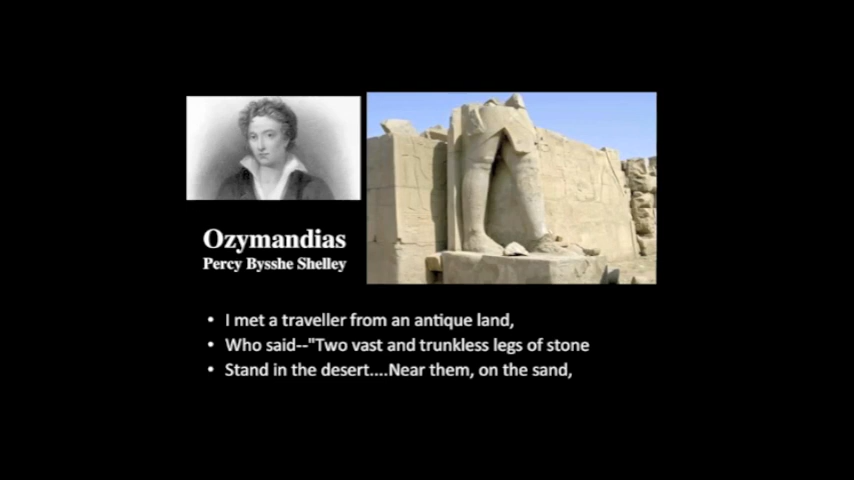 Ozymandias
Percy Bysshe Shelley
• I met a traveller from an antique land,
• Who said--"Two vast and trunkless legs of stone
• Stand in the desert....Near them, on the sand,